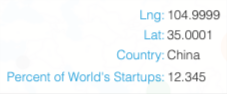 Lng: 104.9999
Lat: 35.0001
Country: China
Percent of World's Startups: 12.345